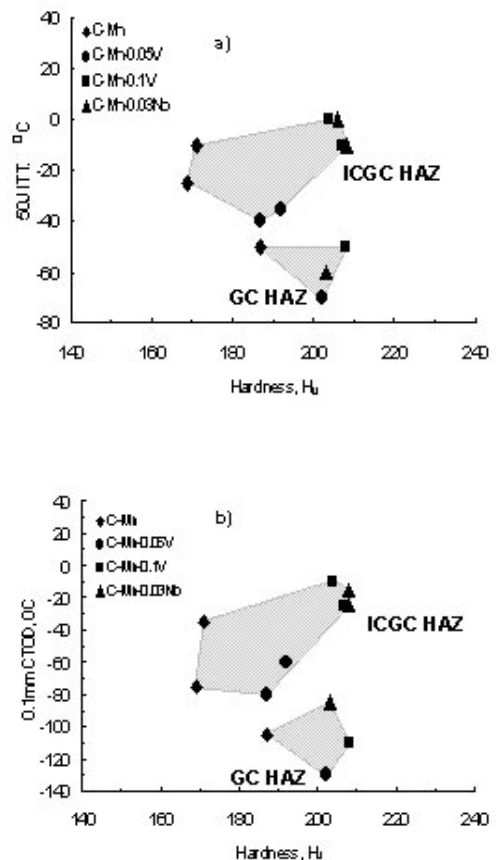 C-Mn
C-Mn-0.05V
C-Mn-0.1V
C-Mn-0.03Nb
a)
40
20
0
-20
-40
-60
-80
50J ITT, ºC
ICGC HAZ
GC HAZ
140 160 180 200 220 240
Hardness, Hᵥ
C-Mn
C-Mn-0.05V
C-Mn-0.1V
C-Mn-0.03Nb
b)
40
20
0
-20
-40
-60
-80
-100
-120
-140
0.1mm CTOD, 0C
ICGC HAZ
GC HAZ
140 160 180 200 220 240
Hardness, Hᵥ